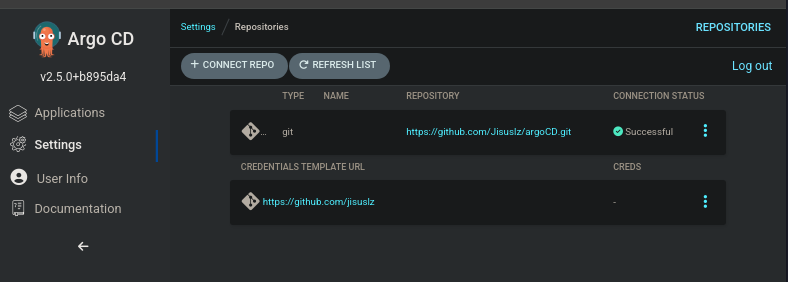 Argo CD
v2.5.0+b895da4
Applications
Settings
User Info
Documentation
Settings / Repositories
REPOSITORIES
+ CONNECT REPO
REFRESH LIST
Log out
TYPE NAME REPOSITORY CONNECTION STATUS
... git https://github.com/Jisuslz/argoCD.git Successful
CREDENTIALS TEMPLATE URL CREDS
https://github.com/jisuslz -